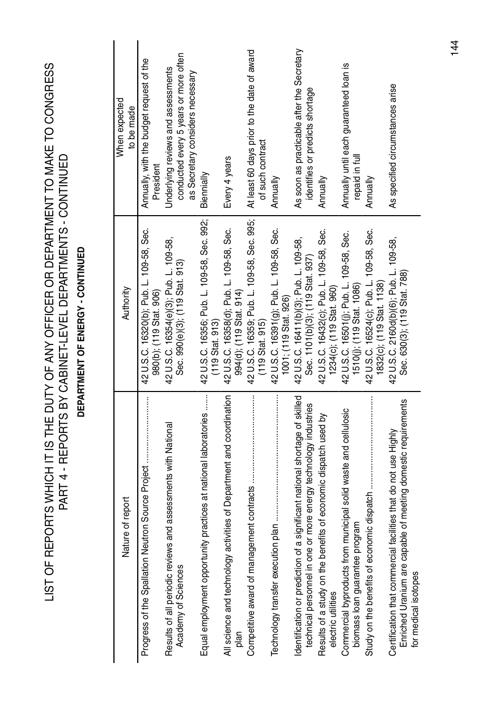 LIST OF REPORTS WHICH IT IS THE DUTY OF ANY OFFICER OR DEPARTMENT TO MAKE TO CONGRESS
PART 4 - REPORTS BY CABINET-LEVEL DEPARTMENTS - CONTINUED
DEPARTMENT OF ENERGY - CONTINUED
Nature of report
Authority
When expected
to be made
Progress of the Spallation Neutron Source Project ....................
42 U.S.C. 16320(b); Pub. L. 109-58, Sec.
980(b); (119 Stat. 906)
Annually, with the budget request of the
President
Results of all periodic reviews and assessments with National
Academy of Sciences
42 U.S.C. 16354(e)(3); Pub. L. 109-58,
Sec. 990(e)(3); (119 Stat. 913)
Underlying reviews and assessments
conducted every 5 years or more often
as Secretary considers necessary
Equal employment opportunity practices at national laboratories ......
42 U.S.C. 16356; Pub. L. 109-58, Sec. 992;
(119 Stat. 913)
Biennially
All science and technology activities of Department and coordination
plan
42 U.S.C. 16358(d); Pub. L. 109-58, Sec.
994(d); (119 Stat. 914)
Every 4 years
Competitive award of management contracts ....................
42 U.S.C. 16359; Pub. L. 109-58, Sec. 995;
(119 Stat. 915)
At least 60 days prior to the date of award
of such contract
Technology transfer execution plan ....................
42 U.S.C. 16391(g); Pub. L. 109-58, Sec.
1001; (119 Stat. 926)
Annually
Identification or prediction of a significant national shortage of skilled
technical personnel in one or more energy technology industries
42 U.S.C. 16411(b)(3); Pub. L. 109-58,
Sec. 1101(b)(3); (119 Stat. 937)
As soon as practicable after the Secretary
identifies or predicts shortage
Results of a study on the benefits of economic dispatch used by
electric utilities
42 U.S.C. 16432(c); Pub. L. 109-58, Sec.
1234(c); (119 Stat. 960)
Annually
Commercial byproducts from municipal solid waste and cellulosic
biomass loan guarantee program
42 U.S.C. 16501(j); Pub. L. 109-58, Sec.
1510(j); (119 Stat. 1086)
Annually until each guaranteed loan is
repaid in full
Study on the benefits of economic dispatch ....................
42 U.S.C. 16524(c); Pub. L. 109-58, Sec.
1832(c); (119 Stat. 1138)
Annually
Certification that commercial facilities that do not use Highly
Enriched Uranium are capable of meeting domestic requirements
for medical isotopes
42 U.S.C. 2160d(b)(6); Pub. L. 109-58,
Sec. 630(3); (119 Stat. 788)
As specified circumstances arise
144